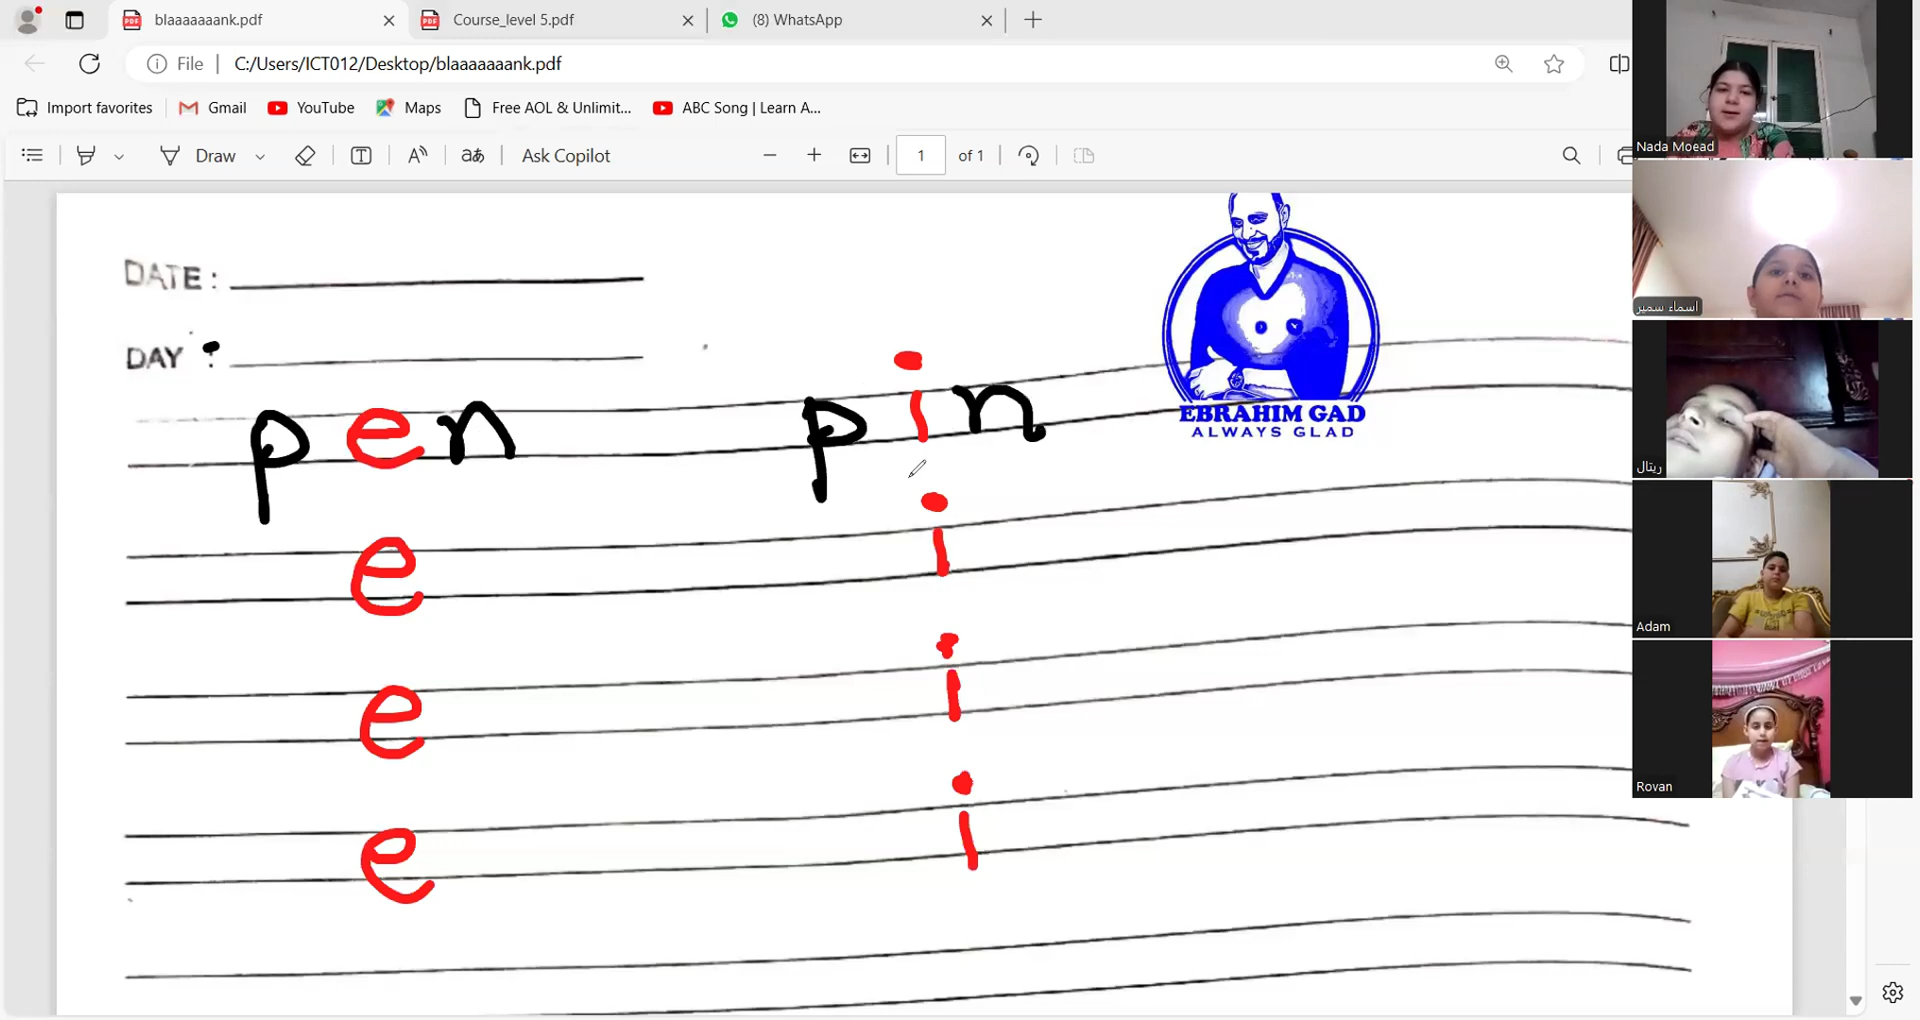 blaaaaaaank.pdf
Course_level 5.pdf
(8) WhatsApp
File
C:/Users/ICT012/Desktop/blaaaaaaank.pdf
Import favorites
Gmail
YouTube
Maps
Free AOL & Unlimit...
ABC Song | Learn A...
Draw
Ask Copilot
1
of 1
DATE :
DAY :
pen
pin
e
i
e
i
e
i
EBRAHIM GAD
ALWAYS GLAD
Nada Moead
اسماء سمير
ريتال
Adam
Rovan